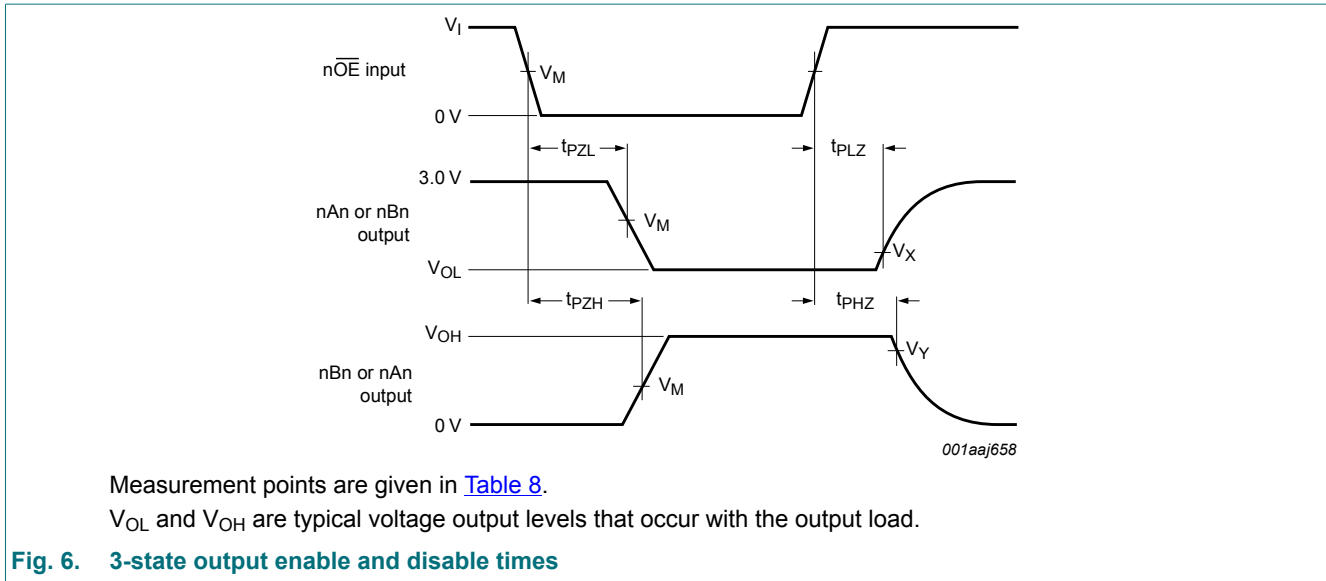 V_I
nO̅E̅ input
V_M
0 V
t_PZL
t_PLZ
3.0 V
nAn or nBn
output
V_M
V_X
V_OL
t_PZH
t_PHZ
V_OH
V_Y
nBn or nAn
output
V_M
0 V
001aaj658
Measurement points are given in Table 8.
V_OL and V_OH are typical voltage output levels that occur with the output load.
Fig. 6. 3-state output enable and disable times